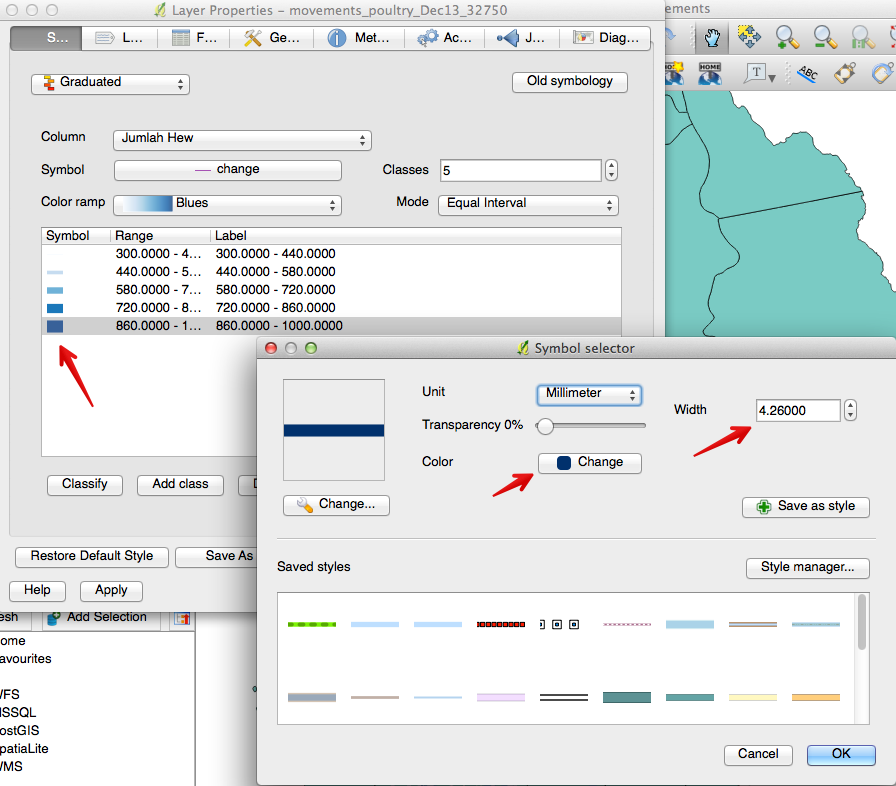 Layer Properties – movements_poultry_Dec13_32750
ements
S... L... F... Ge... Met... Ac... J... Diag...
HOME
T
ABC
Graduated
Old symbology
Column Jumlah Hew
Symbol change Classes 5
Color ramp Blues Mode Equal Interval
Symbol Range Label
300.0000 - 4... 300.0000 - 440.0000
440.0000 - 5... 440.0000 - 580.0000
580.0000 - 7... 580.0000 - 720.0000
720.0000 - 8... 720.0000 - 860.0000
860.0000 - 1... 860.0000 - 1000.0000
Classify Add class D
Restore Default Style Save As
Help Apply
esh Add Selection
ome
avourites
WFS
MSSQL
ostGIS
patiaLite
WMS
Symbol selector
Unit Millimeter
Transparency 0% Width 4.26000
Color Change
Change... Save as style
Saved styles Style manager...
Cancel OK